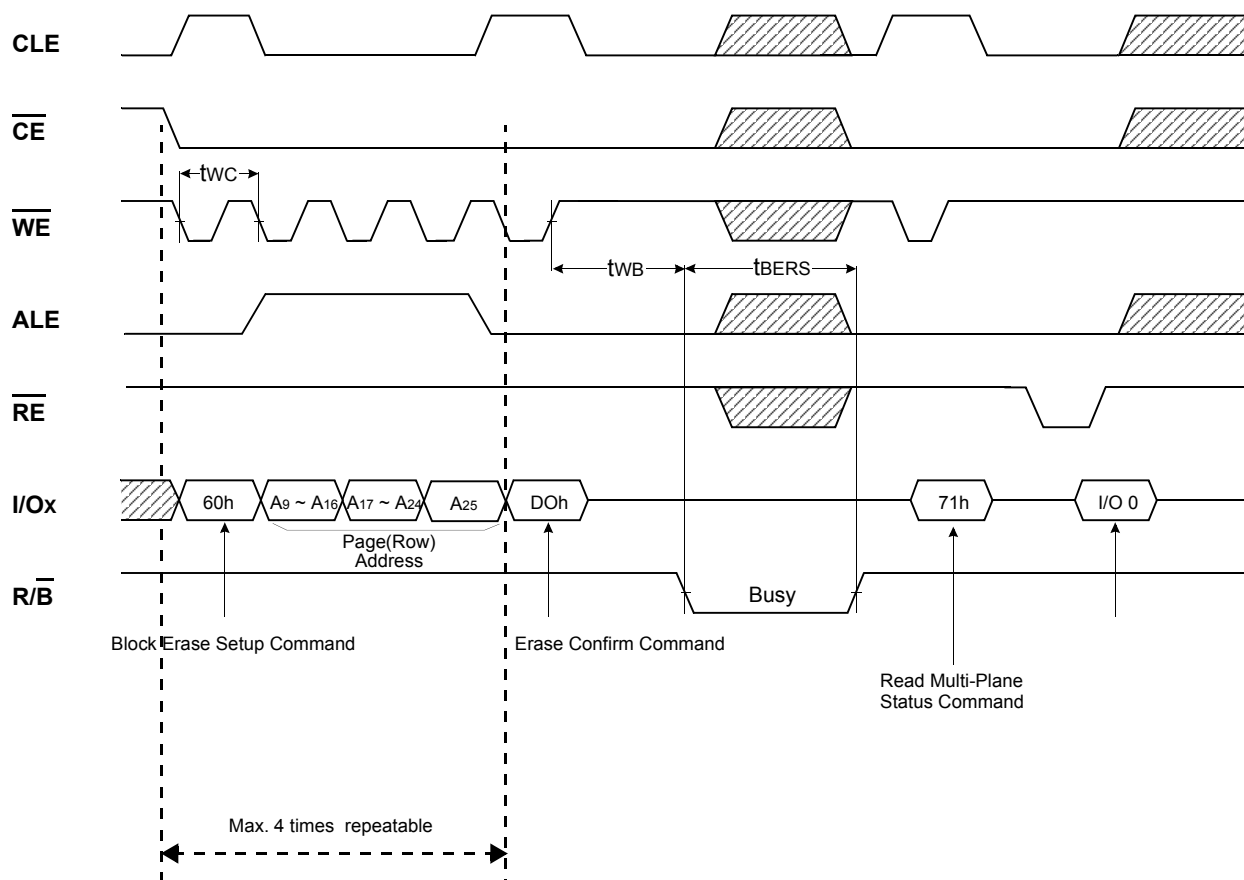 CLE
CE
tWC
WE
tWB
tBERS
ALE
RE
I/Ox
60h
A9 ~ A16
A17 ~ A24
A25
DOh
71h
I/O 0
Page(Row)
Address
R/B
Busy
Block Erase Setup Command
Erase Confirm Command
Read Multi-Plane
Status Command
Max. 4 times repeatable